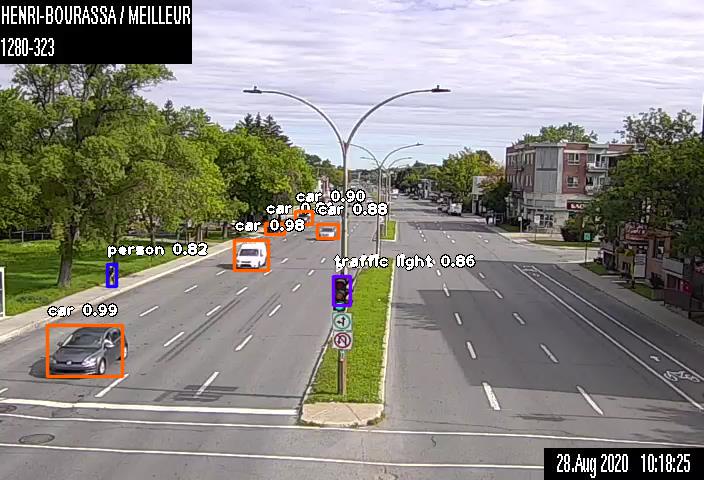 HENRI-BOURASSA / MEILLEUR
1280-323
car 0.90
car 0.88
car 0.98
person 0.82
traffic light 0.86
car 0.99
28.Aug 2020 10:18:25